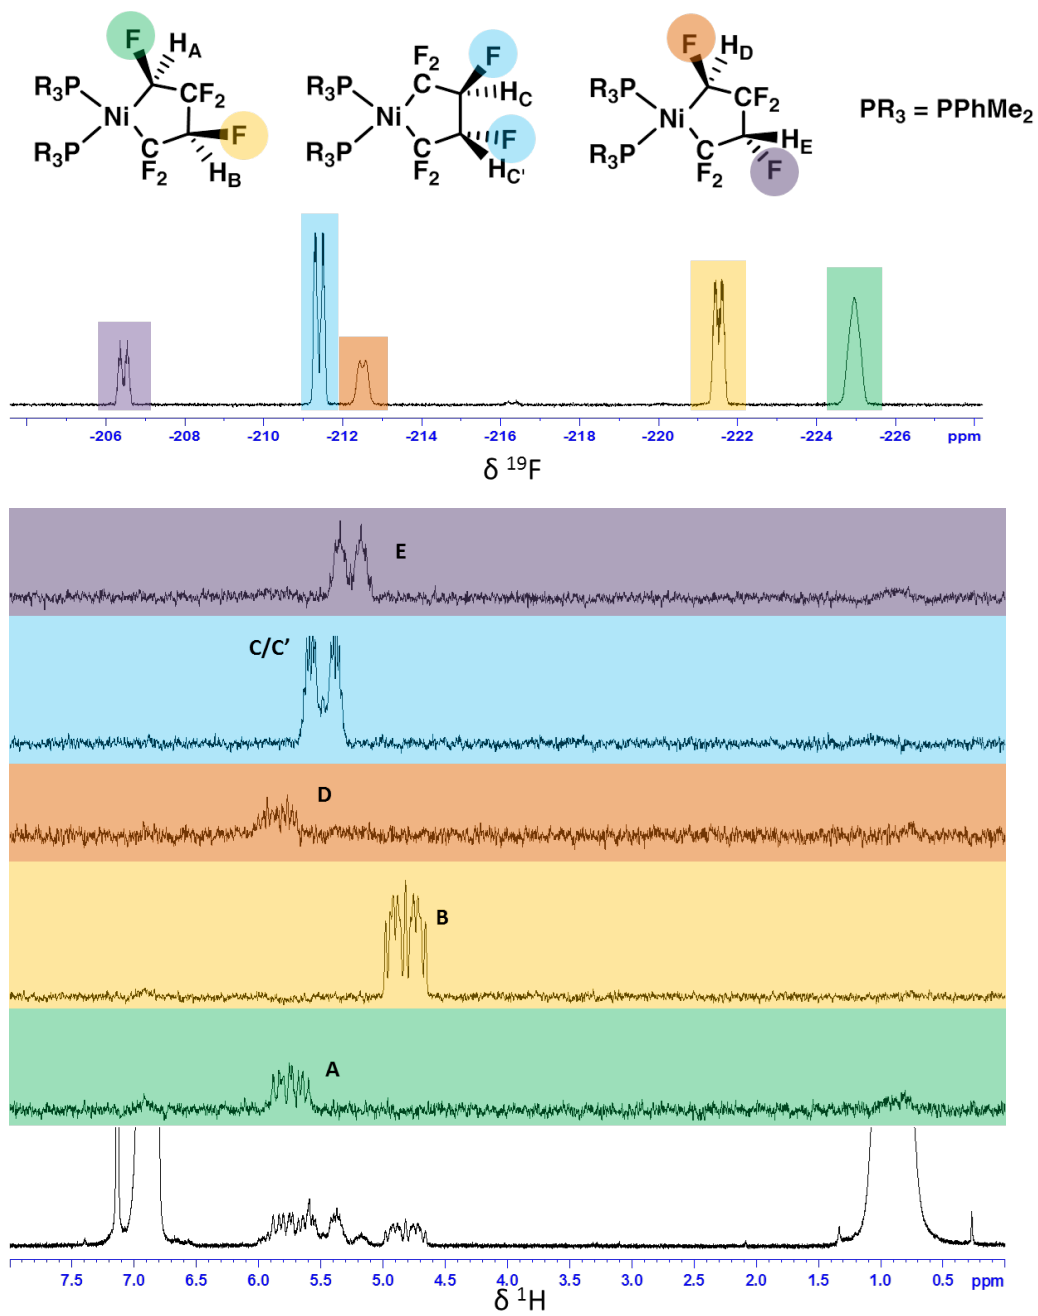 F H_A
R₃P CF₂
Ni
R₃P C F
F₂ H_B
F₂ F
R₃P C H_C
Ni
R₃P C F
F₂ H_C'
F H_D
R₃P CF₂
Ni H_E
R₃P C F
F₂
PR₃ = PPhMe₂
-206 -208 -210 -212 -214 -216 -218 -220 -222 -224 -226 ppm
δ ¹⁹F
E
C/C’
D
B
A
7.5 7.0 6.5 6.0 5.5 5.0 4.5 4.0 3.5 3.0 2.5 2.0 1.5 1.0 0.5 ppm
δ ¹H